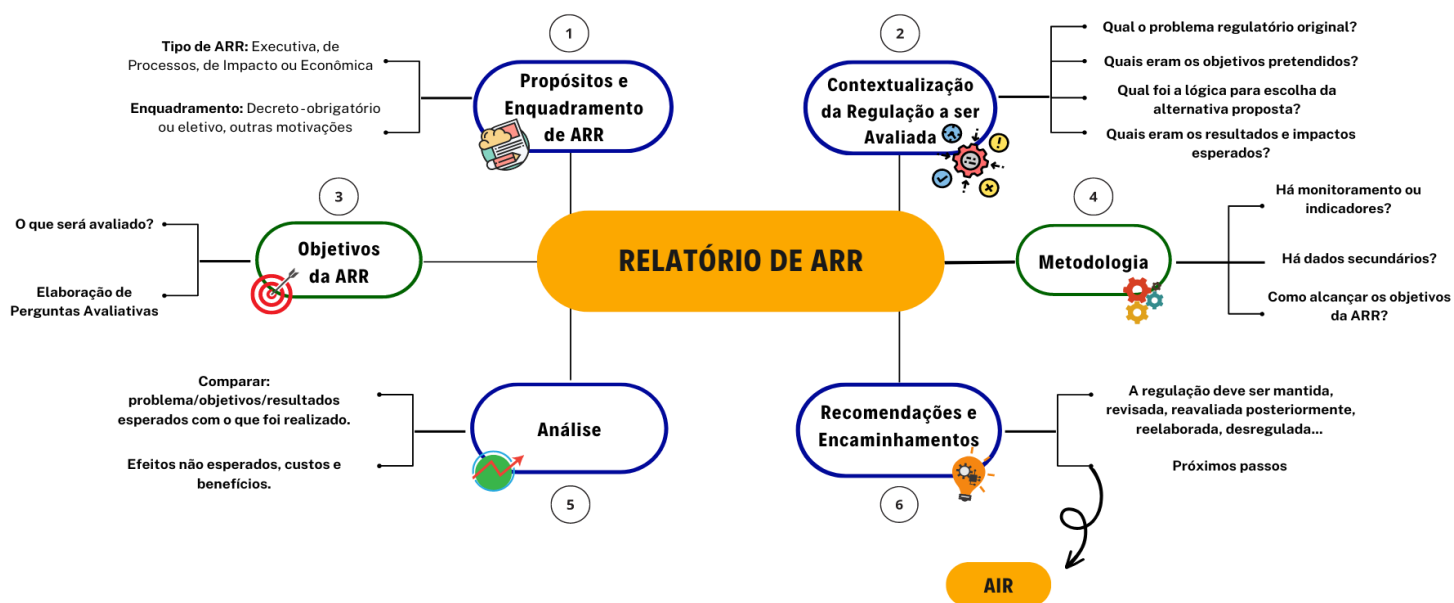 1
Propósitos e
Enquadramento
de ARR
Tipo de ARR: Executiva, de
Processos, de Impacto ou Econômica
Enquadramento: Decreto - obrigatório
ou eletivo, outras motivações
2
Contextualização
da Regulação a ser
Avaliada
Qual o problema regulatório original?
Quais eram os objetivos pretendidos?
Qual foi a lógica para escolha da
alternativa proposta?
Quais eram os resultados e impactos
esperados?
3
Objetivos
da ARR
O que será avaliado?
Elaboração de
Perguntas Avaliativas
RELATÓRIO DE ARR
4
Metodologia
Há monitoramento ou
indicadores?
Há dados secundários?
Como alcançar os objetivos
da ARR?
Comparar:
problema/objetivos/resultados
esperados com o que foi realizado.
Efeitos não esperados, custos e
benefícios.
Análise
5
Recomendações e
Encaminhamentos
6
A regulação deve ser mantida,
revisada, reavaliada posteriormente,
reelaborada, desregulada...
Próximos passos
AIR